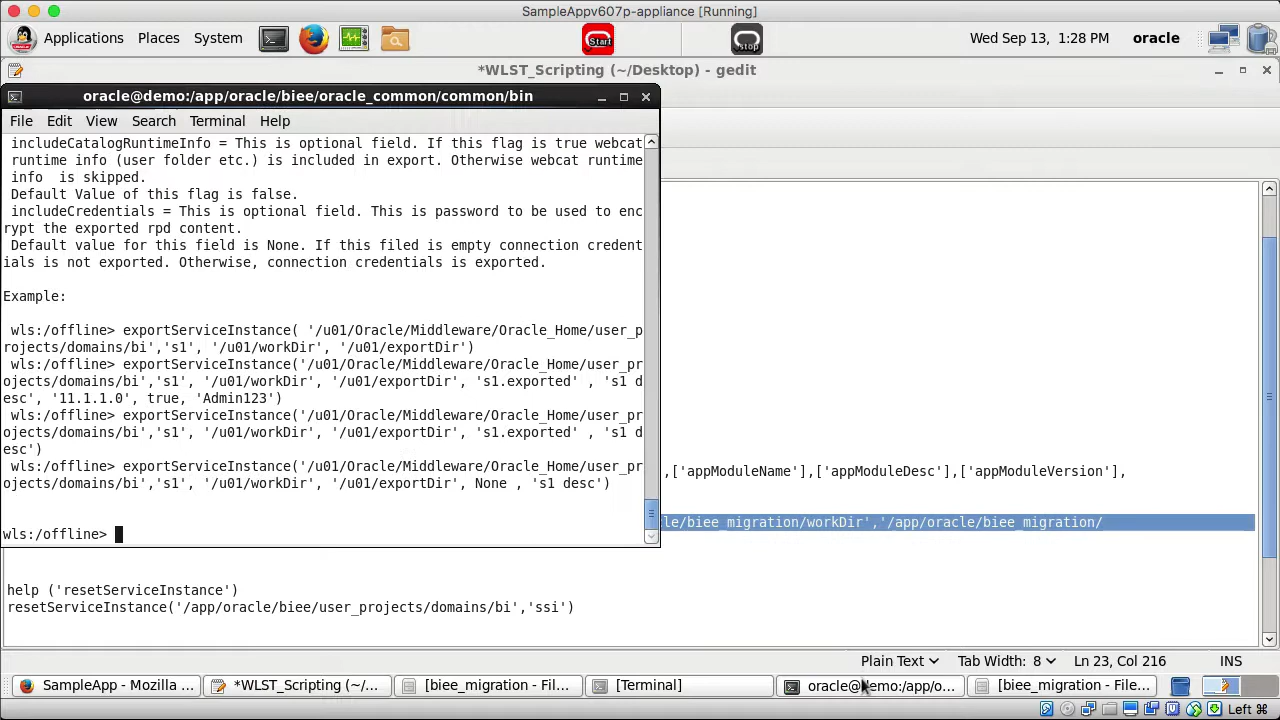 SampleAppv607p-appliance [Running]
Applications Places System Start stop Wed Sep 13, 1:28 PM oracle
*WLST_Scripting (~/Desktop) - gedit
oracle@demo:/app/oracle/biee/oracle_common/common/bin
File Edit View Search Terminal Help
includeCatalogRuntimeInfo = This is optional field. If this flag is true webcat
runtime info (user folder etc.) is included in export. Otherwise webcat runtime
info  is skipped.
Default Value of this flag is false.
includeCredentials = This is optional field. This is password to be used to enc
rypt the exported rpd content.
Default value for this field is None. If this filed is empty connection credent
ials is not exported. Otherwise, connection credentials is exported.
Example:
wls:/offline> exportServiceInstance( '/u01/Oracle/Middleware/Oracle_Home/user_p
rojects/domains/bi','s1', '/u01/workDir', '/u01/exportDir')
wls:/offline> exportServiceInstance('/u01/Oracle/Middleware/Oracle_Home/user_pr
ojects/domains/bi','s1', '/u01/workDir', '/u01/exportDir', 's1.exported' , 's1 d
esc', '11.1.1.0', true, 'Admin123')
wls:/offline> exportServiceInstance('/u01/Oracle/Middleware/Oracle_Home/user_pr
ojects/domains/bi','s1', '/u01/workDir', '/u01/exportDir', 's1.exported' , 's1 d
esc')
wls:/offline> exportServiceInstance('/u01/Oracle/Middleware/Oracle_Home/user_pr
ojects/domains/bi','s1', '/u01/workDir', '/u01/exportDir', None , 's1 desc')
wls:/offline>
,['appModuleName'],['appModuleDesc'],['appModuleVersion'],
le/biee_migration/workDir','/app/oracle/biee_migration/
help ('resetServiceInstance')
resetServiceInstance('/app/oracle/biee/user_projects/domains/bi','ssi')
Plain Text Tab Width: 8 Ln 23, Col 216 INS
SampleApp - Mozilla ... *WLST_Scripting (~/... [biee_migration - Fil... [Terminal] oracle@demo:/app/o... [biee_migration - File...
Left ⌘